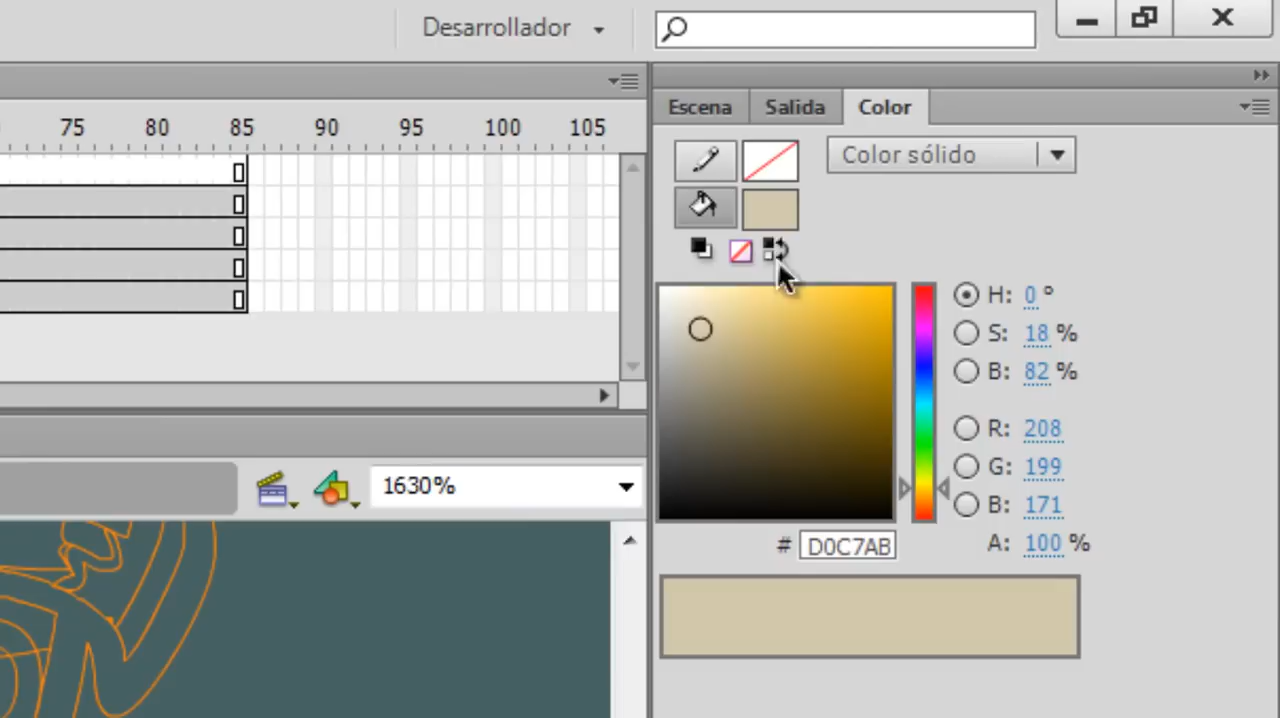 Desarrollador
75 80 85 90 95 100 105
Escena Salida Color
Color sólido
H: 0 °
S: 18 %
B: 82 %
R: 208
G: 199
B: 171
A: 100 %
# D0C7AB
1630%